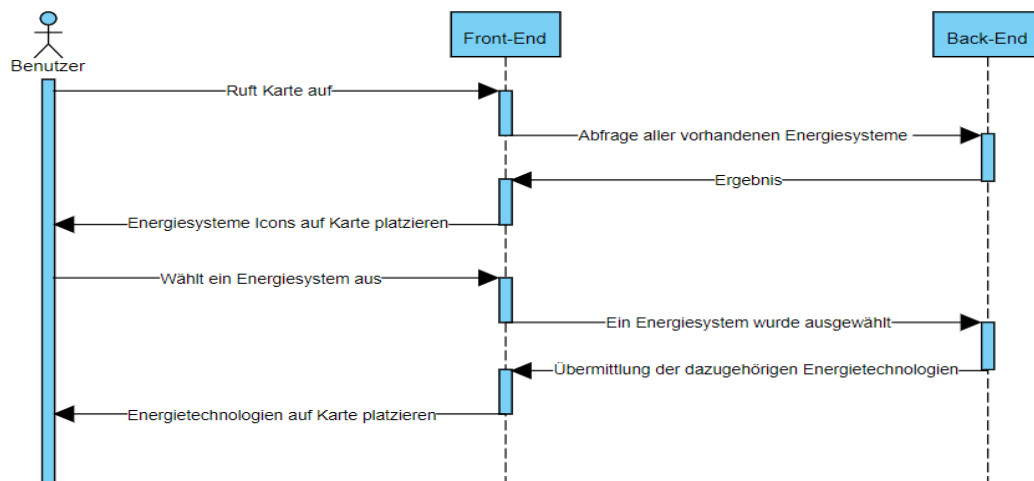 Benutzer
Front-End
Back-End
Ruft Karte auf
Abfrage aller vorhandenen Energiesysteme
Ergebnis
Energiesysteme Icons auf Karte platzieren
Wählt ein Energiesystem aus
Ein Energiesystem wurde ausgewählt
Übermittlung der dazugehörigen Energietechnologien
Energietechnologien auf Karte platzieren